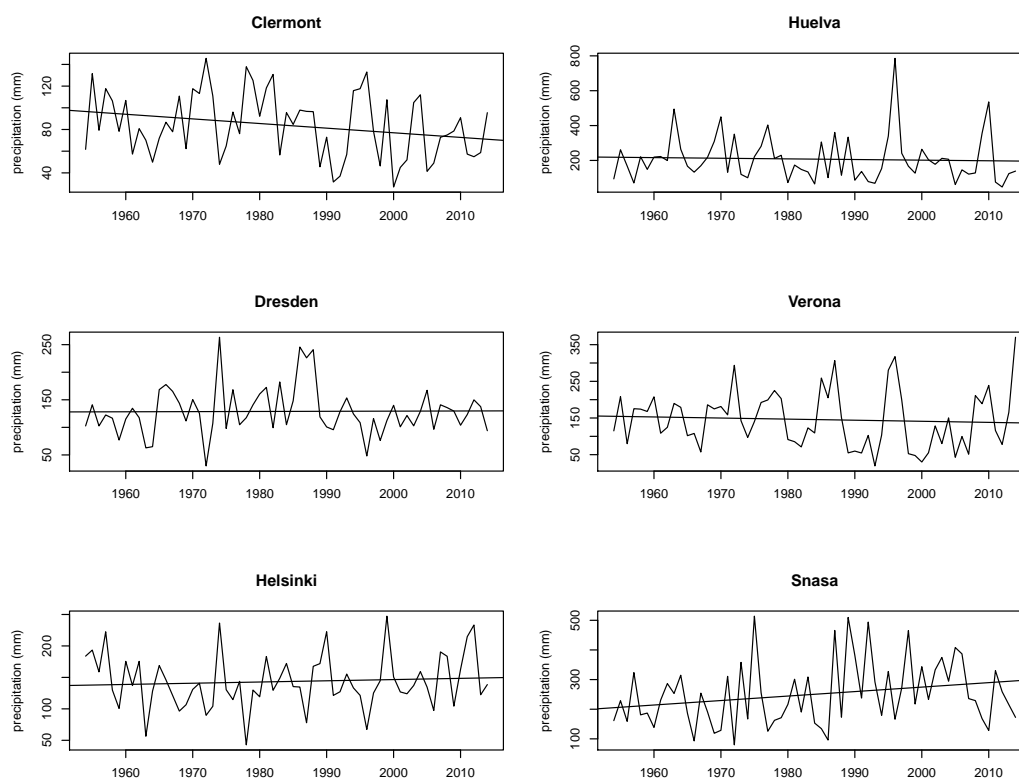 Clermont
precipitation (mm)
40 80 120
1960 1970 1980 1990 2000 2010
Huelva
precipitation (mm)
200 400 600 800
1960 1970 1980 1990 2000 2010
Dresden
precipitation (mm)
50 150 250
1960 1970 1980 1990 2000 2010
Verona
precipitation (mm)
50 150 250 350
1960 1970 1980 1990 2000 2010
Helsinki
precipitation (mm)
50 100 200
1960 1970 1980 1990 2000 2010
Snasa
precipitation (mm)
100 300 500
1960 1970 1980 1990 2000 2010